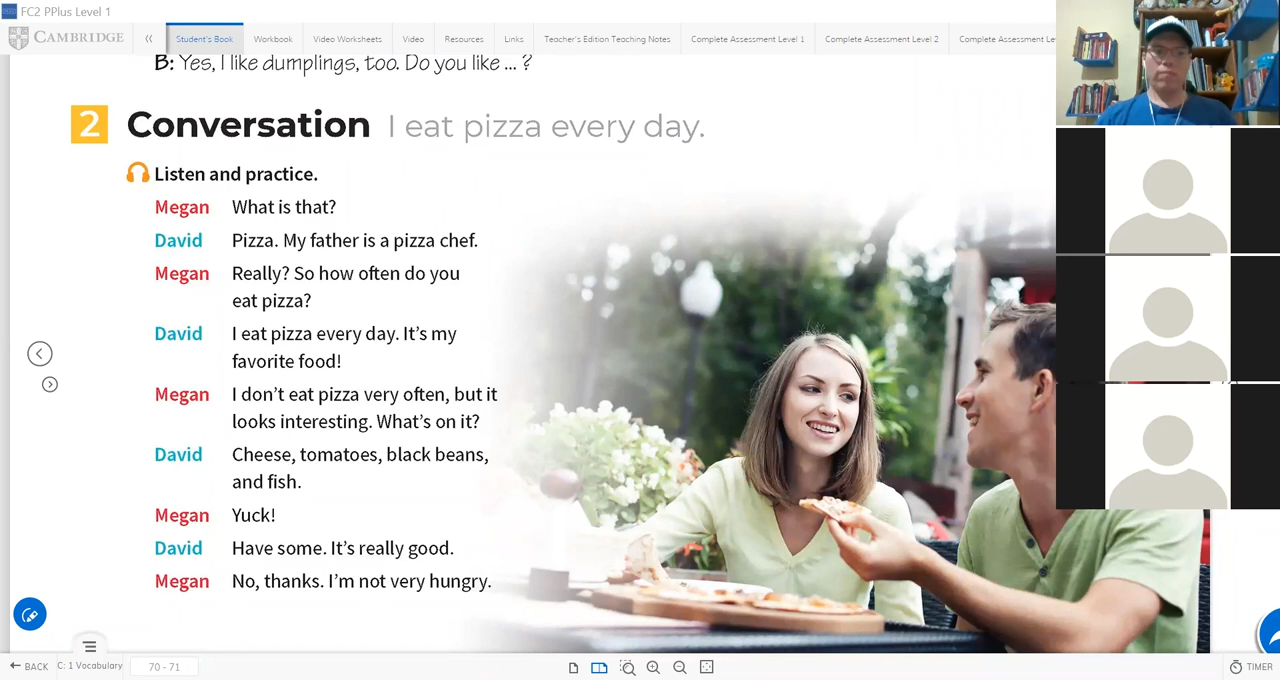 FC2 PPlus Level 1
CAMBRIDGE
Student's Book
Workbook
Video Worksheets
Video
Resources
Links
Teacher's Edition Teaching Notes
Complete Assessment Level 1
Complete Assessment Level 2
Complete Assessment Le
B: Yes, I like dumplings, too. Do you like ... ?
2 Conversation I eat pizza every day.
Listen and practice.
Megan What is that?
David Pizza. My father is a pizza chef.
Megan Really? So how often do you
eat pizza?
David I eat pizza every day. It's my
favorite food!
Megan I don't eat pizza very often, but it
looks interesting. What's on it?
David Cheese, tomatoes, black beans,
and fish.
Megan Yuck!
David Have some. It's really good.
Megan No, thanks. I'm not very hungry.
BACK
C: 1 Vocabulary
70 - 71
TIMER